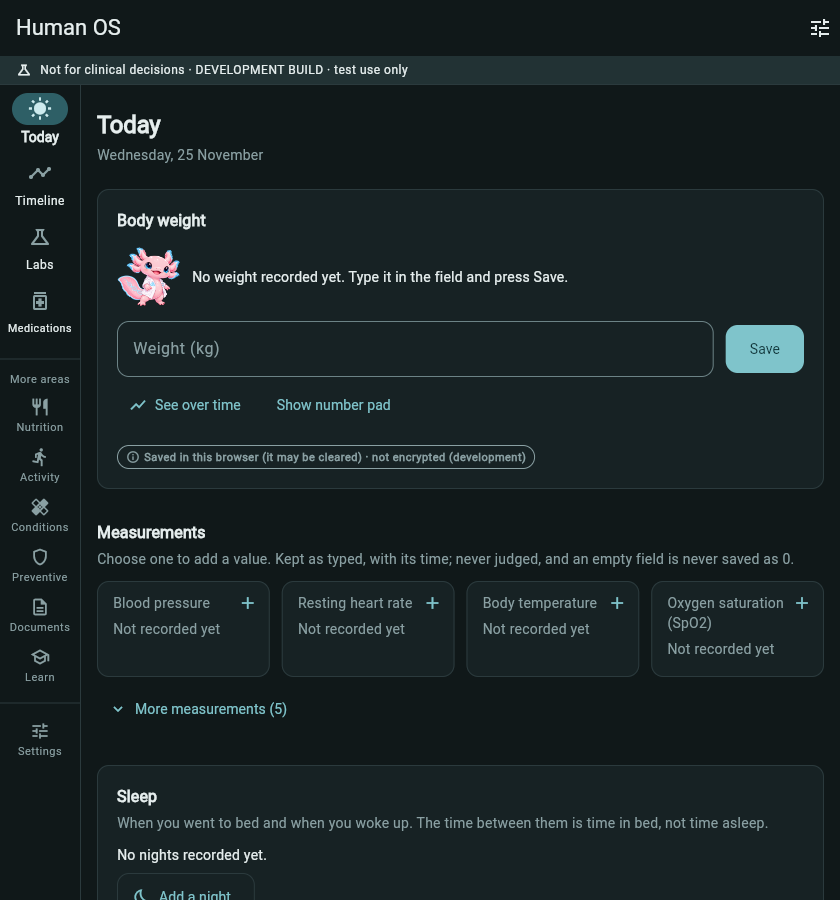 Human OS
Not for clinical decisions · DEVELOPMENT BUILD · test use only
Today
Timeline
Labs
Medications
More areas
Nutrition
Activity
Conditions
Preventive
Documents
Learn
Settings
Today
Wednesday, 25 November
Body weight
No weight recorded yet. Type it in the field and press Save.
Weight (kg)
Save
See over time
Show number pad
Saved in this browser (it may be cleared) · not encrypted (development)
Measurements
Choose one to add a value. Kept as typed, with its time; never judged, and an empty field is never saved as 0.
Blood pressure
Not recorded yet
Resting heart rate
Not recorded yet
Body temperature
Not recorded yet
Oxygen saturation
(SpO2)
Not recorded yet
More measurements (5)
Sleep
When you went to bed and when you woke up. The time between them is time in bed, not time asleep.
No nights recorded yet.
Add a night